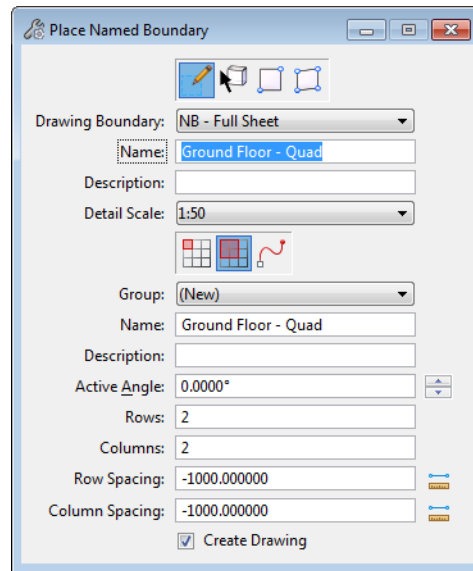 Place Named Boundary
Drawing Boundary: NB - Full Sheet
Name: Ground Floor - Quad
Description:
Detail Scale: 1:50
Group: (New)
Name: Ground Floor - Quad
Description:
Active Angle: 0.0000°
Rows: 2
Columns: 2
Row Spacing: -1000.000000
Column Spacing: -1000.000000
Create Drawing